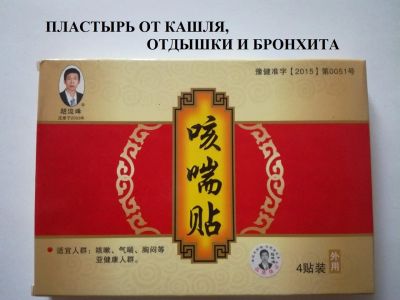 ПЛАСТЫРЬ ОТ КАШЛЯ,
ОТДЫШКИ И БРОНХИТА
豫健准字【2015】第0051号
咳喘贴
适宜人群：咳嗽、气喘、胸闷等
亚健康人群。
4贴装
外用